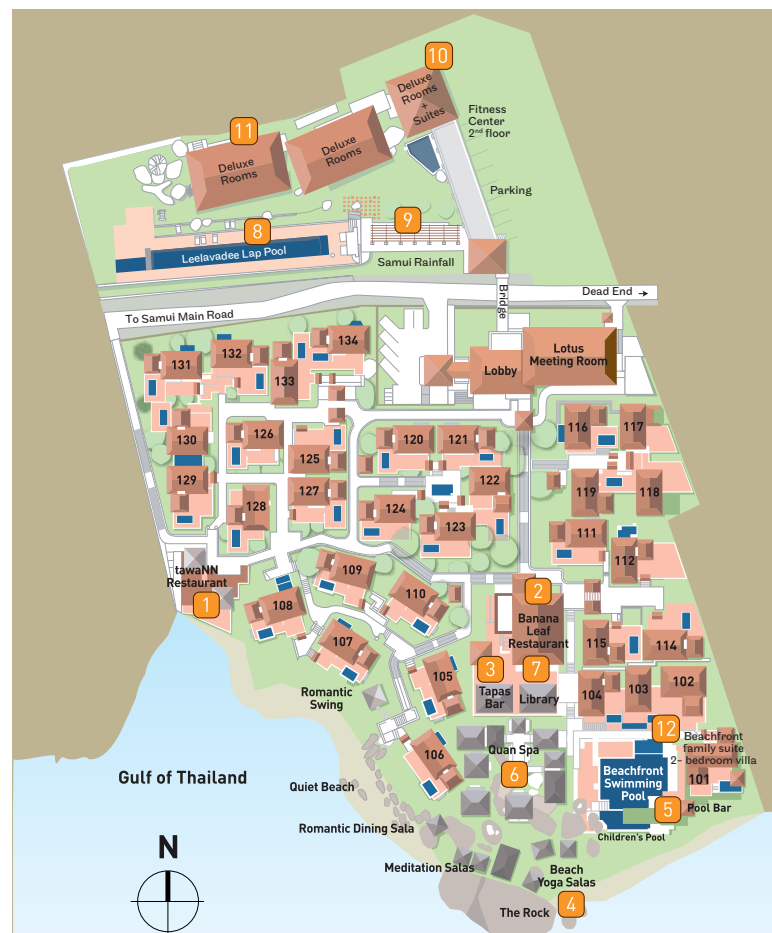 10
Deluxe
Rooms
+
Suites
Fitness
Center
2nd floor
11
Deluxe
Rooms
Deluxe
Rooms
Parking
9
8
Leelavadee Lap Pool
Samui Rainfall
Bridge
Dead End
To Samui Main Road
Lotus
Meeting Room
Lobby
134
132
131
133
116
117
130
126
120
121
125
129
122
119
118
127
128
124
123
111
112
tawaNN
Restaurant
1
109
110
108
107
2
Banana
Leaf
Restaurant
115
114
3
7
Tapas
Bar
Library
105
104
103
102
Romantic
Swing
12
Beachfront
family suite
2- bedroom villa
Quan Spa
6
106
101
Beachfront
Swimming
Pool
5
Pool Bar
Children's Pool
Gulf of Thailand
Quiet Beach
Romantic Dining Sala
Meditation Salas
Beach
Yoga Salas
4
The Rock
N